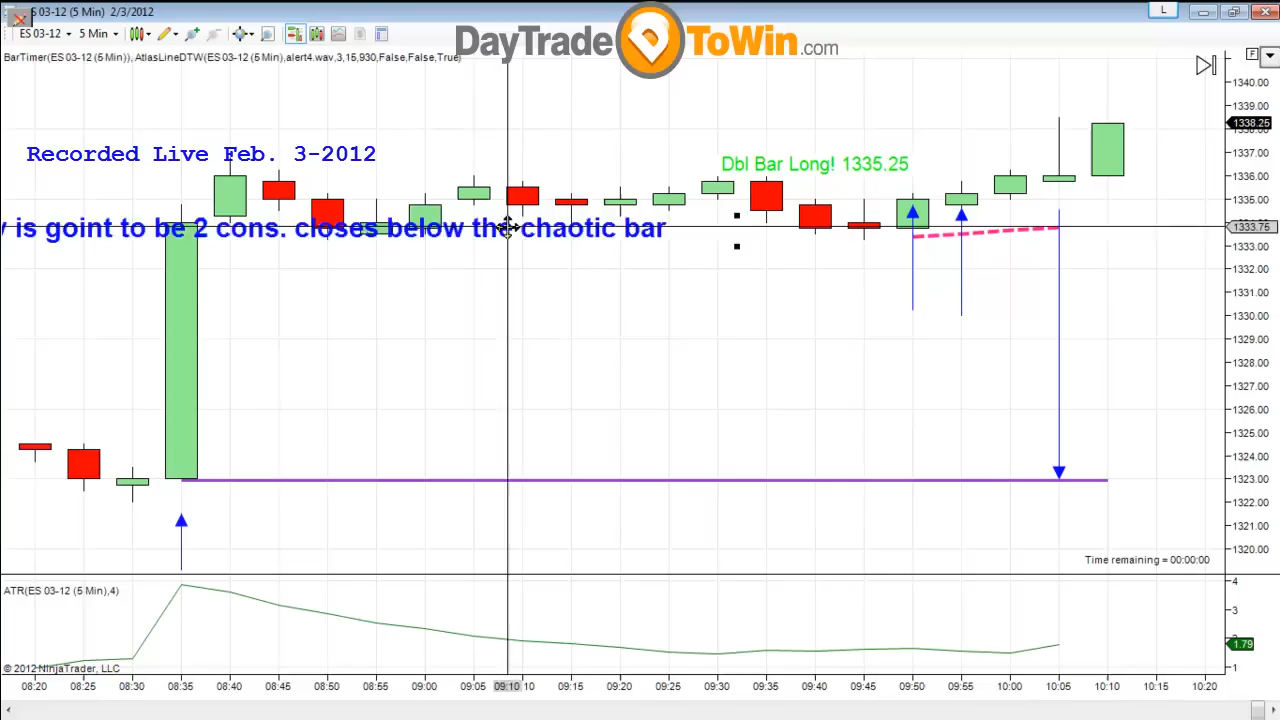 S 03-12 (5 Min) 2/3/2012
L
ES 03-12
5 Min
DayTradeToWin.com
BarTimer(ES 03-12 (5 Min)), AtlasLineDTW(ES 03-12 (5 Min),alert4.wav,3,15,930,False,False,True)
F
Recorded Live Feb. 3-2012
Dbl Bar Long! 1335.25
y is goint to be 2 cons. closes below the chaotic bar
1340.00
1339.00
1338.25
1337.00
1336.00
1335.00
1333.75
1333.00
1332.00
1331.00
1330.00
1329.00
1328.00
1327.00
1326.00
1325.00
1324.00
1323.00
1322.00
1321.00
1320.00
Time remaining = 00:00:00
ATR(ES 03-12 (5 Min),4)
4
3
1.79
1
© 2012 NinjaTrader, LLC
08:20 08:25 08:30 08:35 08:40 08:45 08:50 08:55 09:00 09:05 09:10 10 09:15 09:20 09:25 09:30 09:35 09:40 09:45 09:50 09:55 10:00 10:05 10:10 10:15 10:20